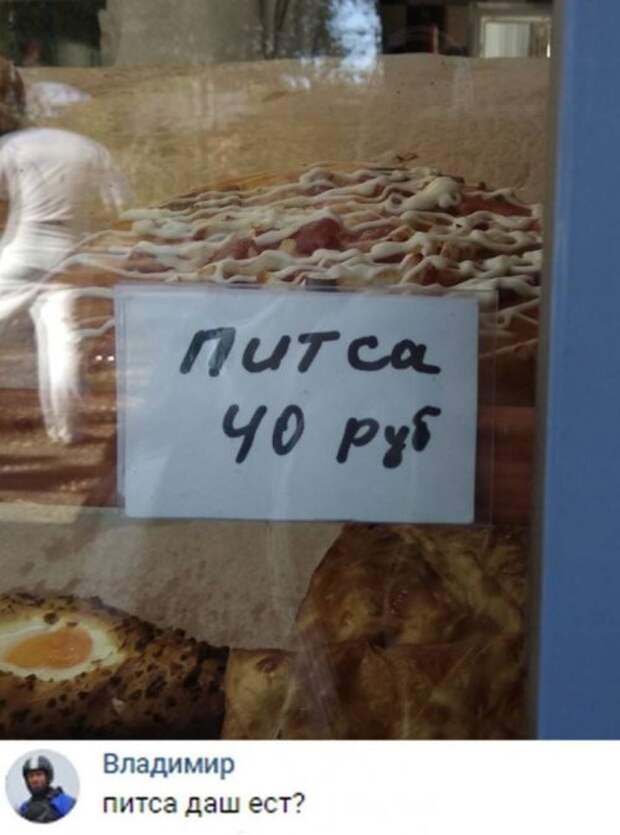 питса
40 руб
Владимир
питса даш ест?